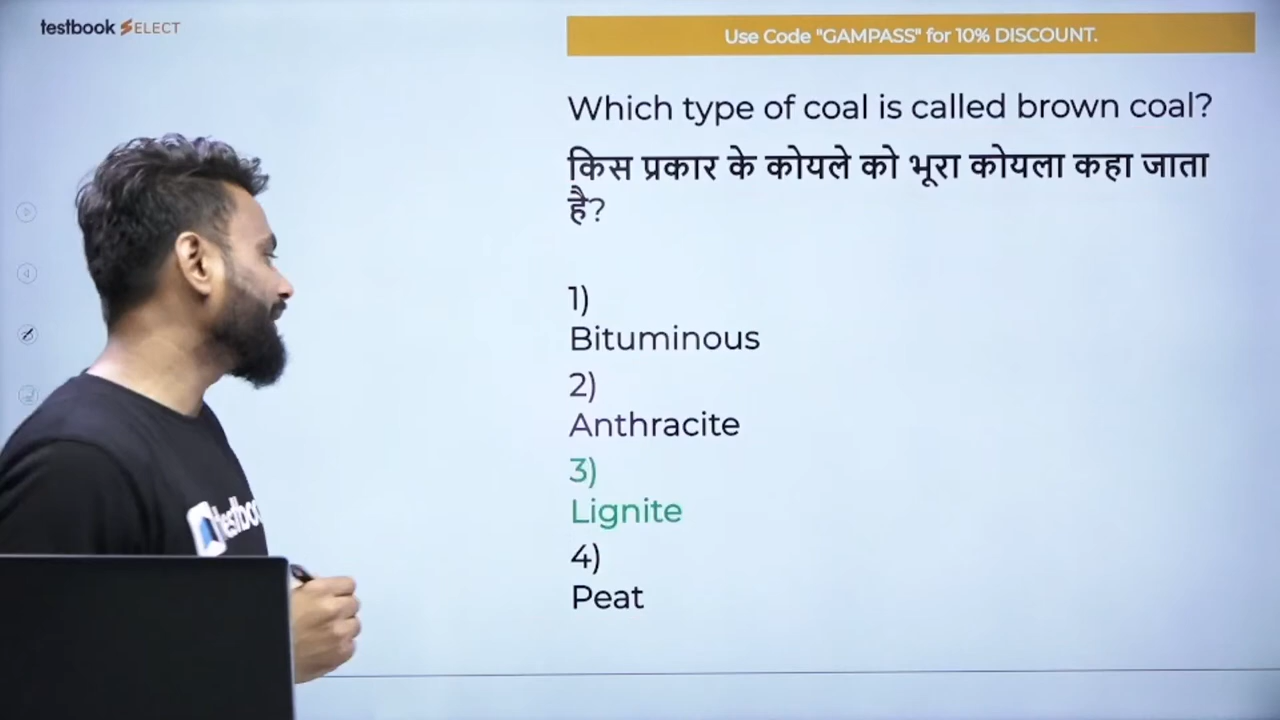 testbook SELECT
Use Code "GAMPASS" for 10% DISCOUNT.
Which type of coal is called brown coal?
किस प्रकार के कोयले को भूरा कोयला कहा जाता
है?
1)
Bituminous
2)
Anthracite
3)
Lignite
4)
Peat
testboo